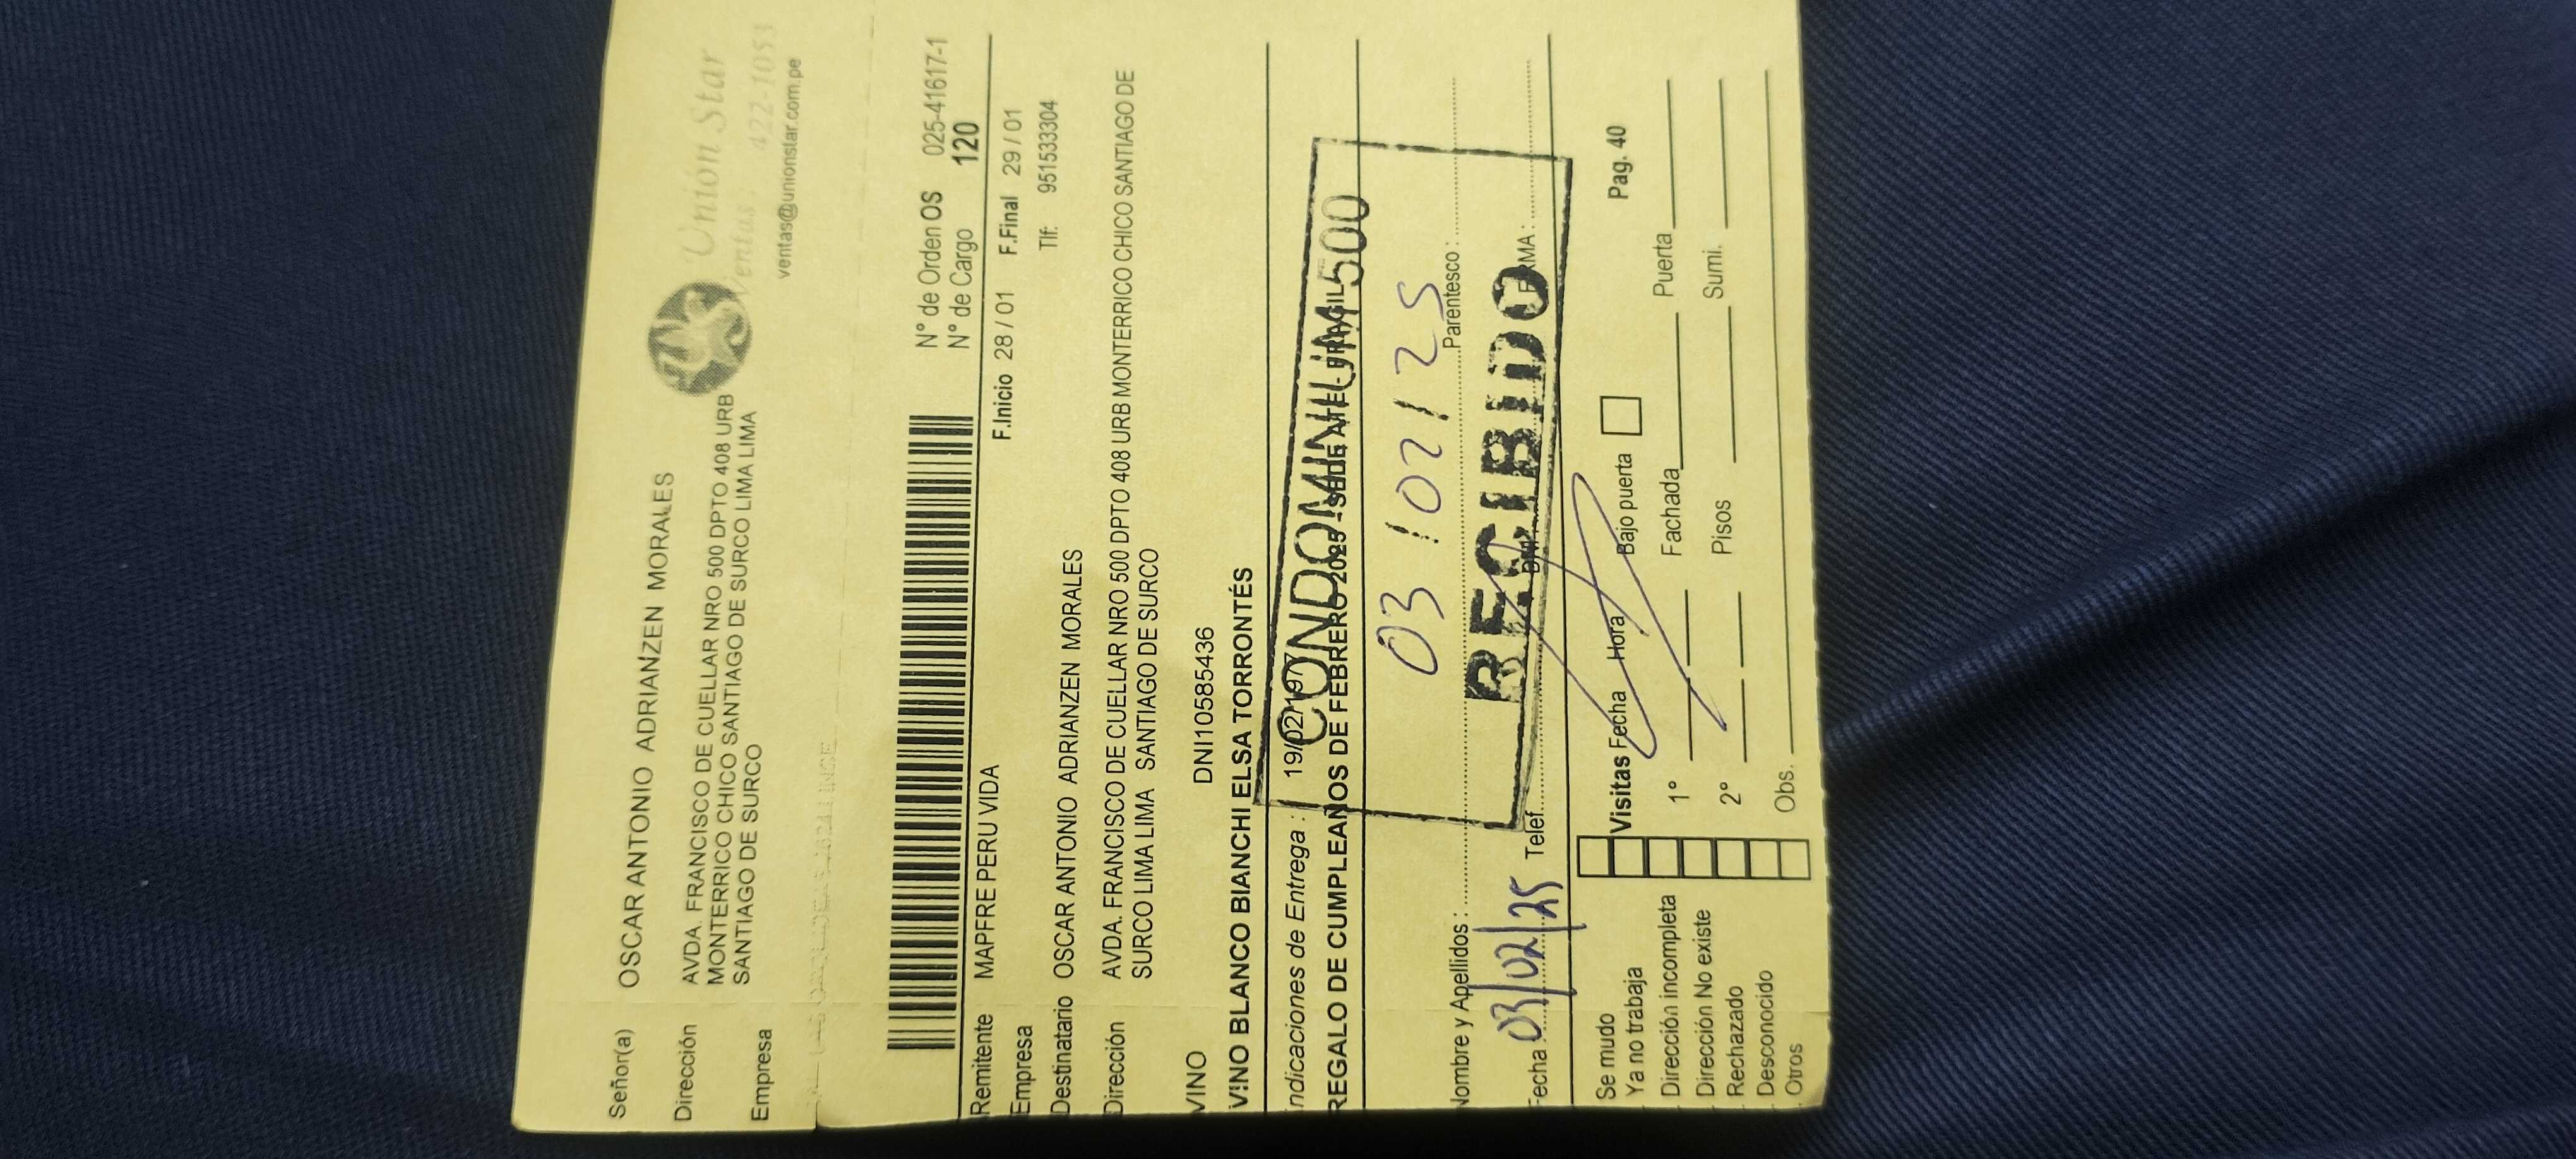 Señor(a) OSCAR ANTONIO ADRIANZEN MORALES
Dirección AVDA. FRANCISCO DE CUELLAR NRO 500 DPTO 408 URB
MONTERRICO CHICO SANTIAGO DE SURCO LIMA LIMA
Empresa SANTIAGO DE SURCO
Unión Star
Ventas : 422-1053
ventas@unionstar.com.pe
N° de Orden OS 025-41617-1
N° de Cargo 120
Remitente MAPFRE PERU VIDA F.Inicio 28 / 01 F.Final 29 / 01
Empresa Tlf: 951533304
Destinatario OSCAR ANTONIO ADRIANZEN MORALES
Dirección AVDA. FRANCISCO DE CUELLAR NRO 500 DPTO 408 URB MONTERRICO CHICO SANTIAGO DE
SURCO LIMA LIMA SANTIAGO DE SURCO
VINO DNI10585436
VINO BLANCO BIANCHI ELSA TORRONTÉS
Indicaciones de Entrega : 19/02/197
CONDOMINIUM 500
REGALO DE CUMPLEAÑOS DE FEBRERO 2025
03/02/25
Nombre y Apellidos : Parentesco :
RECIBIDO
Fecha : 03/02/25 Telef.
Se mudo
Ya no trabaja Visitas Fecha Hora Bajo puerta Pag. 40
Dirección incompleta 1° Fachada Puerta
Dirección No existe
Rechazado 2° Pisos Sumi.
Desconocido
Otros Obs.